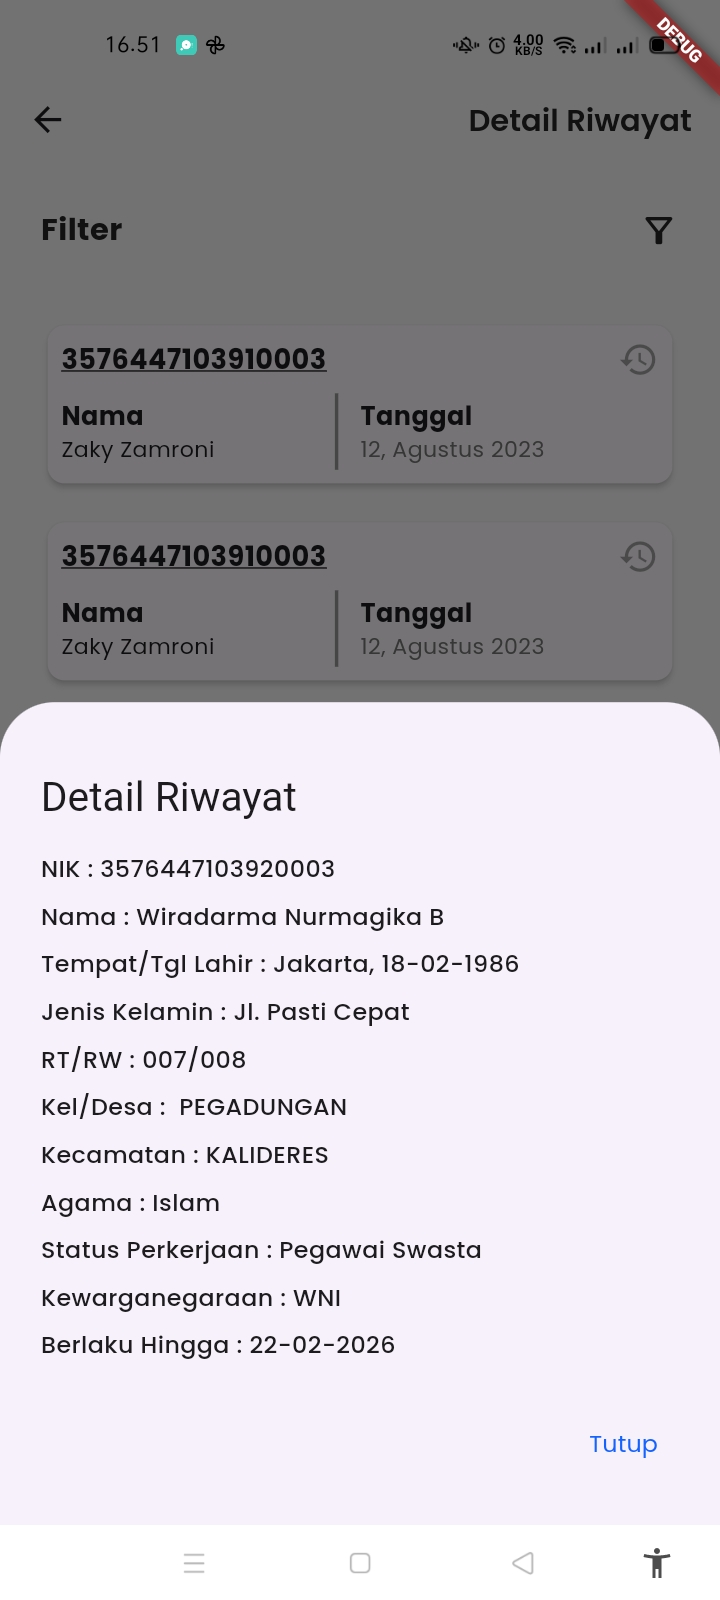 16.51
4.00
KB/S
DEBUG
Detail Riwayat
Filter
3576447103910003
Nama
Tanggal
Zaky Zamroni
12, Agustus 2023
3576447103910003
Nama
Tanggal
Zaky Zamroni
12, Agustus 2023
Detail Riwayat
NIK : 3576447103920003
Nama : Wiradarma Nurmagika B
Tempat/Tgl Lahir : Jakarta, 18-02-1986
Jenis Kelamin : Jl. Pasti Cepat
RT/RW : 007/008
Kel/Desa :  PEGADUNGAN
Kecamatan : KALIDERES
Agama : Islam
Status Perkerjaan : Pegawai Swasta
Kewarganegaraan : WNI
Berlaku Hingga : 22-02-2026
Tutup